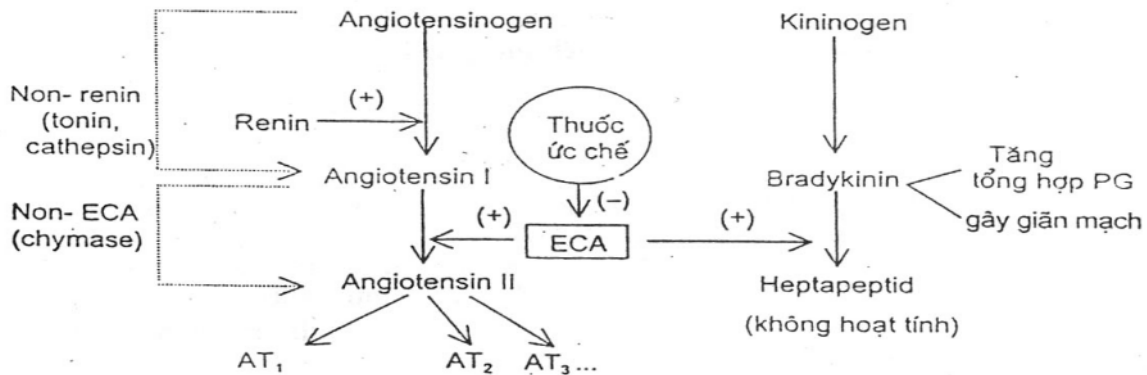 Angiotensinogen
Kininogen
Non- renin
(tonin,
cathepsin)
Renin
(+)
Thuốc
ức chế
Angiotensin I
Bradykinin
Tăng
tổng hợp PG
gây giãn mạch
Non- ECA
(chymase)
(+)
(–)
ECA
(+)
Angiotensin II
Heptapeptid
(không hoạt tính)
AT₁
AT₂
AT₃...